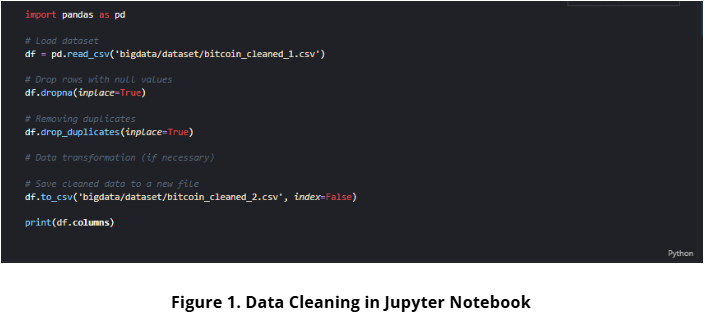 import pandas as pd
# Load dataset
df = pd.read_csv('bigdata/dataset/bitcoin_cleaned_1.csv')
# Drop rows with null values
df.dropna(inplace=True)
# Removing duplicates
df.drop_duplicates(inplace=True)
# Data transformation (if necessary)
# Save cleaned data to a new file
df.to_csv('bigdata/dataset/bitcoin_cleaned_2.csv', index=False)
print(df.columns)
Python
Figure 1. Data Cleaning in Jupyter Notebook